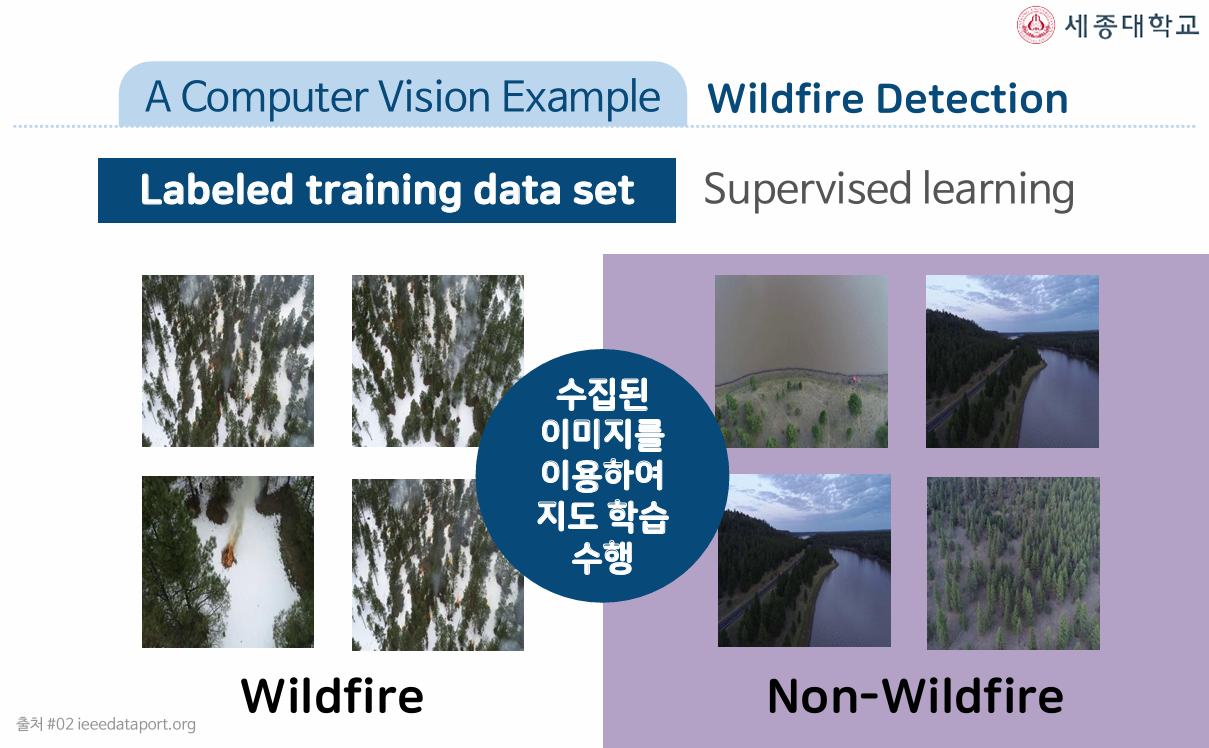 세종대학교
A Computer Vision Example
Wildfire Detection
Labeled training data set
Supervised learning
수집된
이미지를
이용하여
지도 학습
수행
Wildfire
Non-Wildfire
출처 #02 ieeedataport.org